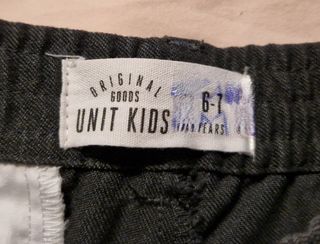 ORIGINAL
GOODS
UNIT KIDS
6-7
YEARS